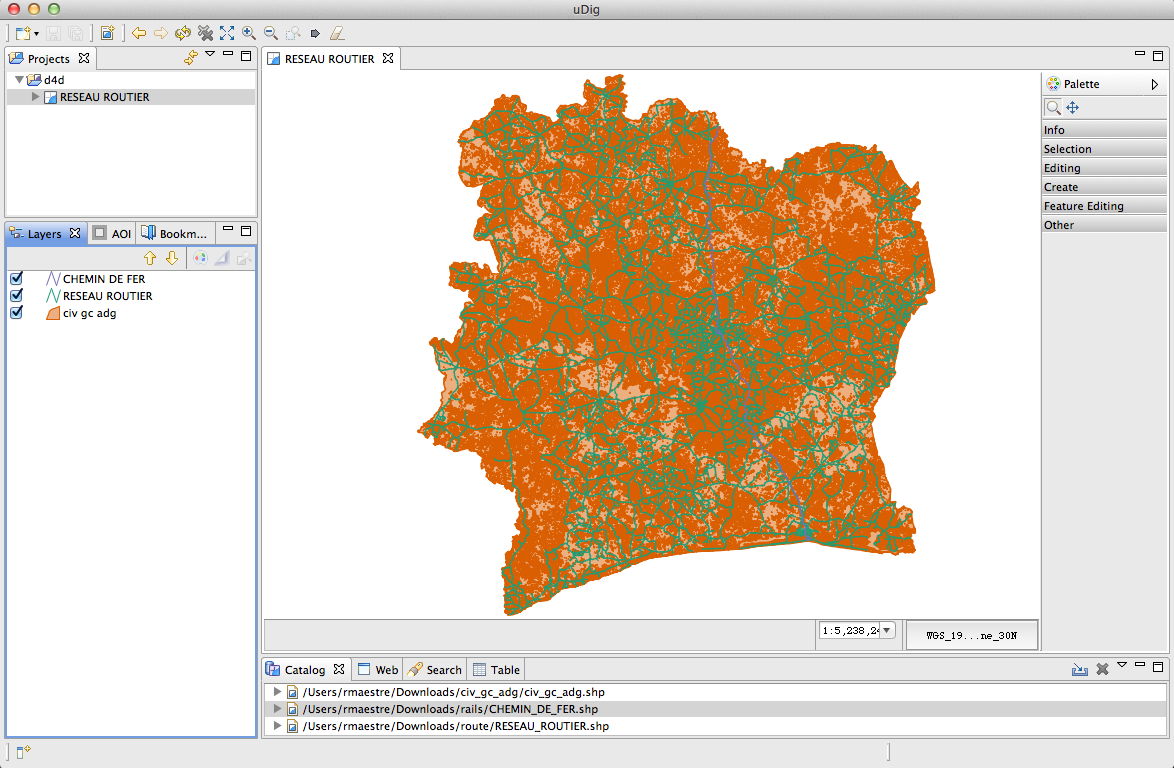 uDig
Projects
d4d
RESEAU ROUTIER
Layers
AOI
Bookm...
CHEMIN DE FER
RESEAU ROUTIER
civ gc adg
RESEAU ROUTIER
Palette
Info
Selection
Editing
Create
Feature Editing
Other
1:5,238,24
WGS_19...ne_30N
Catalog
Web
Search
Table
/Users/rmaestre/Downloads/civ_gc_adg/civ_gc_adg.shp
/Users/rmaestre/Downloads/rails/CHEMIN_DE_FER.shp
/Users/rmaestre/Downloads/route/RESEAU_ROUTIER.shp